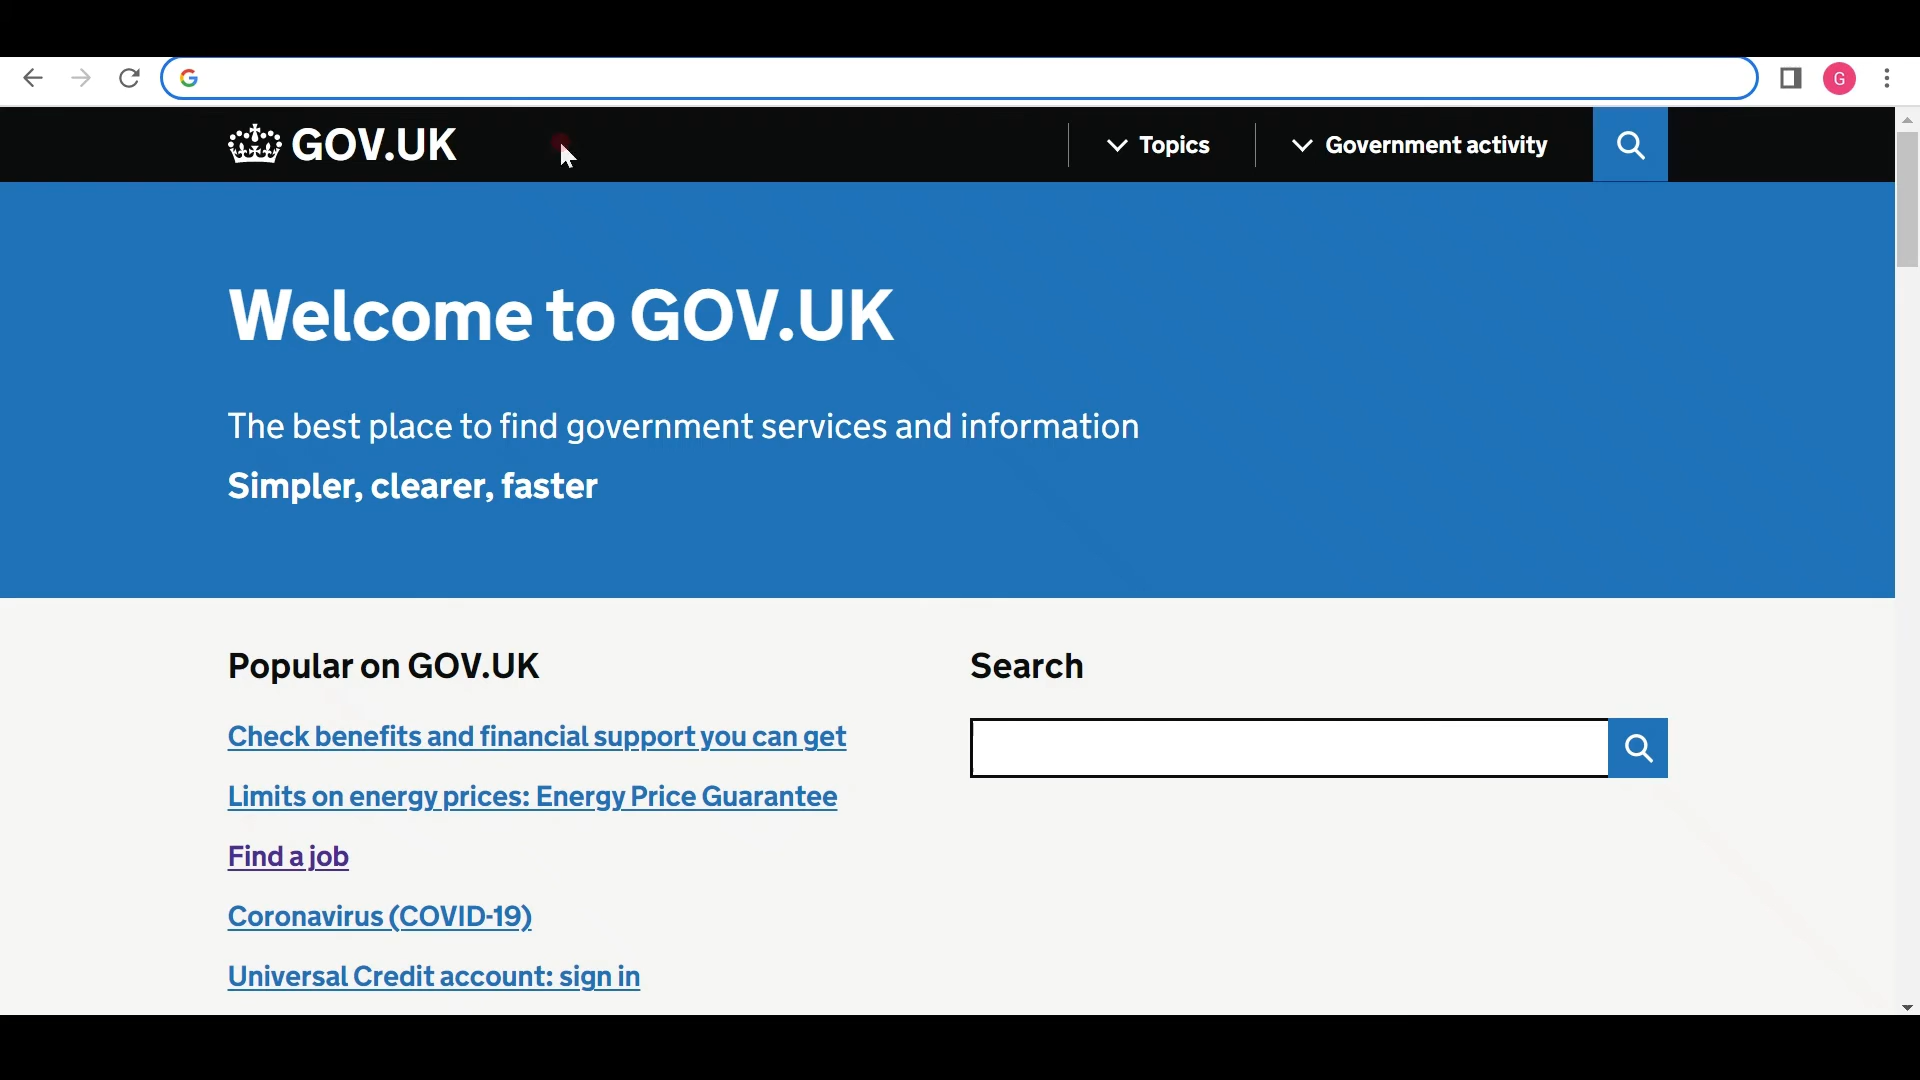 G
GOV.UK
Topics
Government activity
Welcome to GOV.UK
The best place to find government services and information
Simpler, clearer, faster
Popular on GOV.UK
Check benefits and financial support you can get
Limits on energy prices: Energy Price Guarantee
Find a job
Coronavirus (COVID-19)
Universal Credit account: sign in
Search